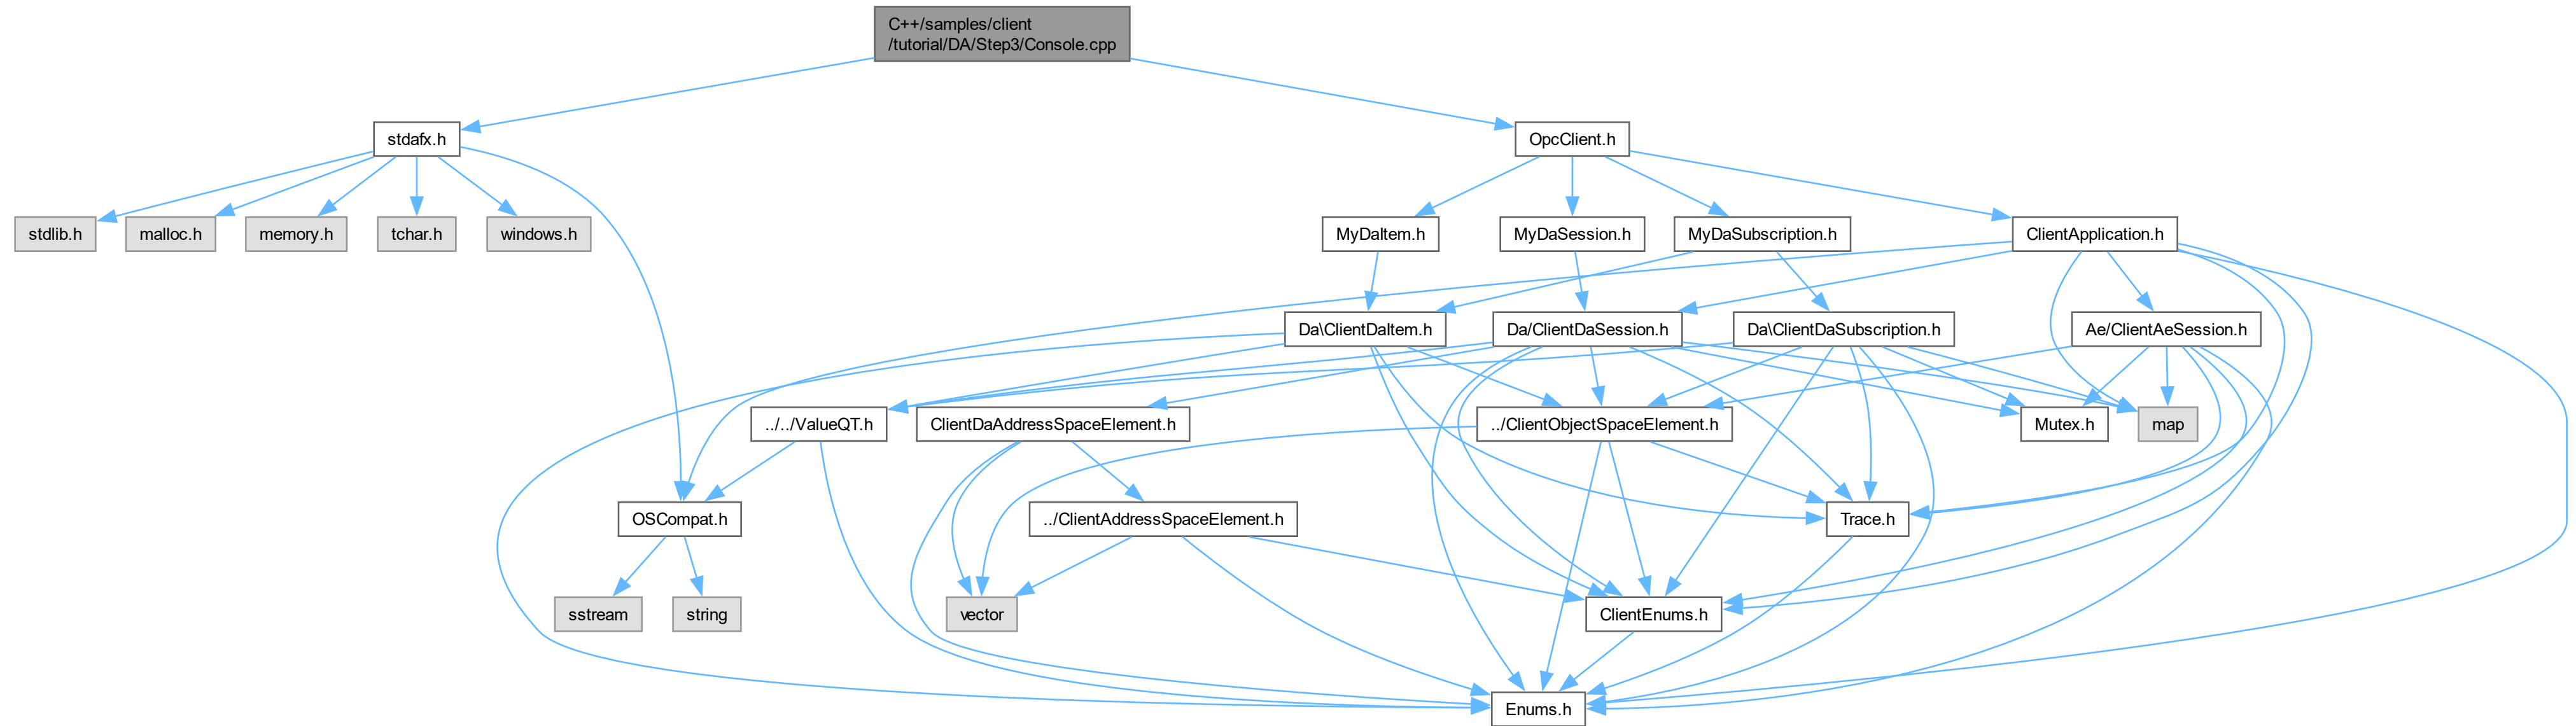 C++/samples/client
/tutorial/DA/Step3/Console.cpp
stdafx.h
OpcClient.h
stdlib.h
malloc.h
memory.h
tchar.h
windows.h
MyDaItem.h
MyDaSession.h
MyDaSubscription.h
ClientApplication.h
Da\ClientDaItem.h
Da/ClientDaSession.h
Da\ClientDaSubscription.h
Ae/ClientAeSession.h
../../ValueQT.h
ClientDaAddressSpaceElement.h
../ClientObjectSpaceElement.h
Mutex.h
map
OSCompat.h
../ClientAddressSpaceElement.h
Trace.h
sstream
string
vector
ClientEnums.h
Enums.h